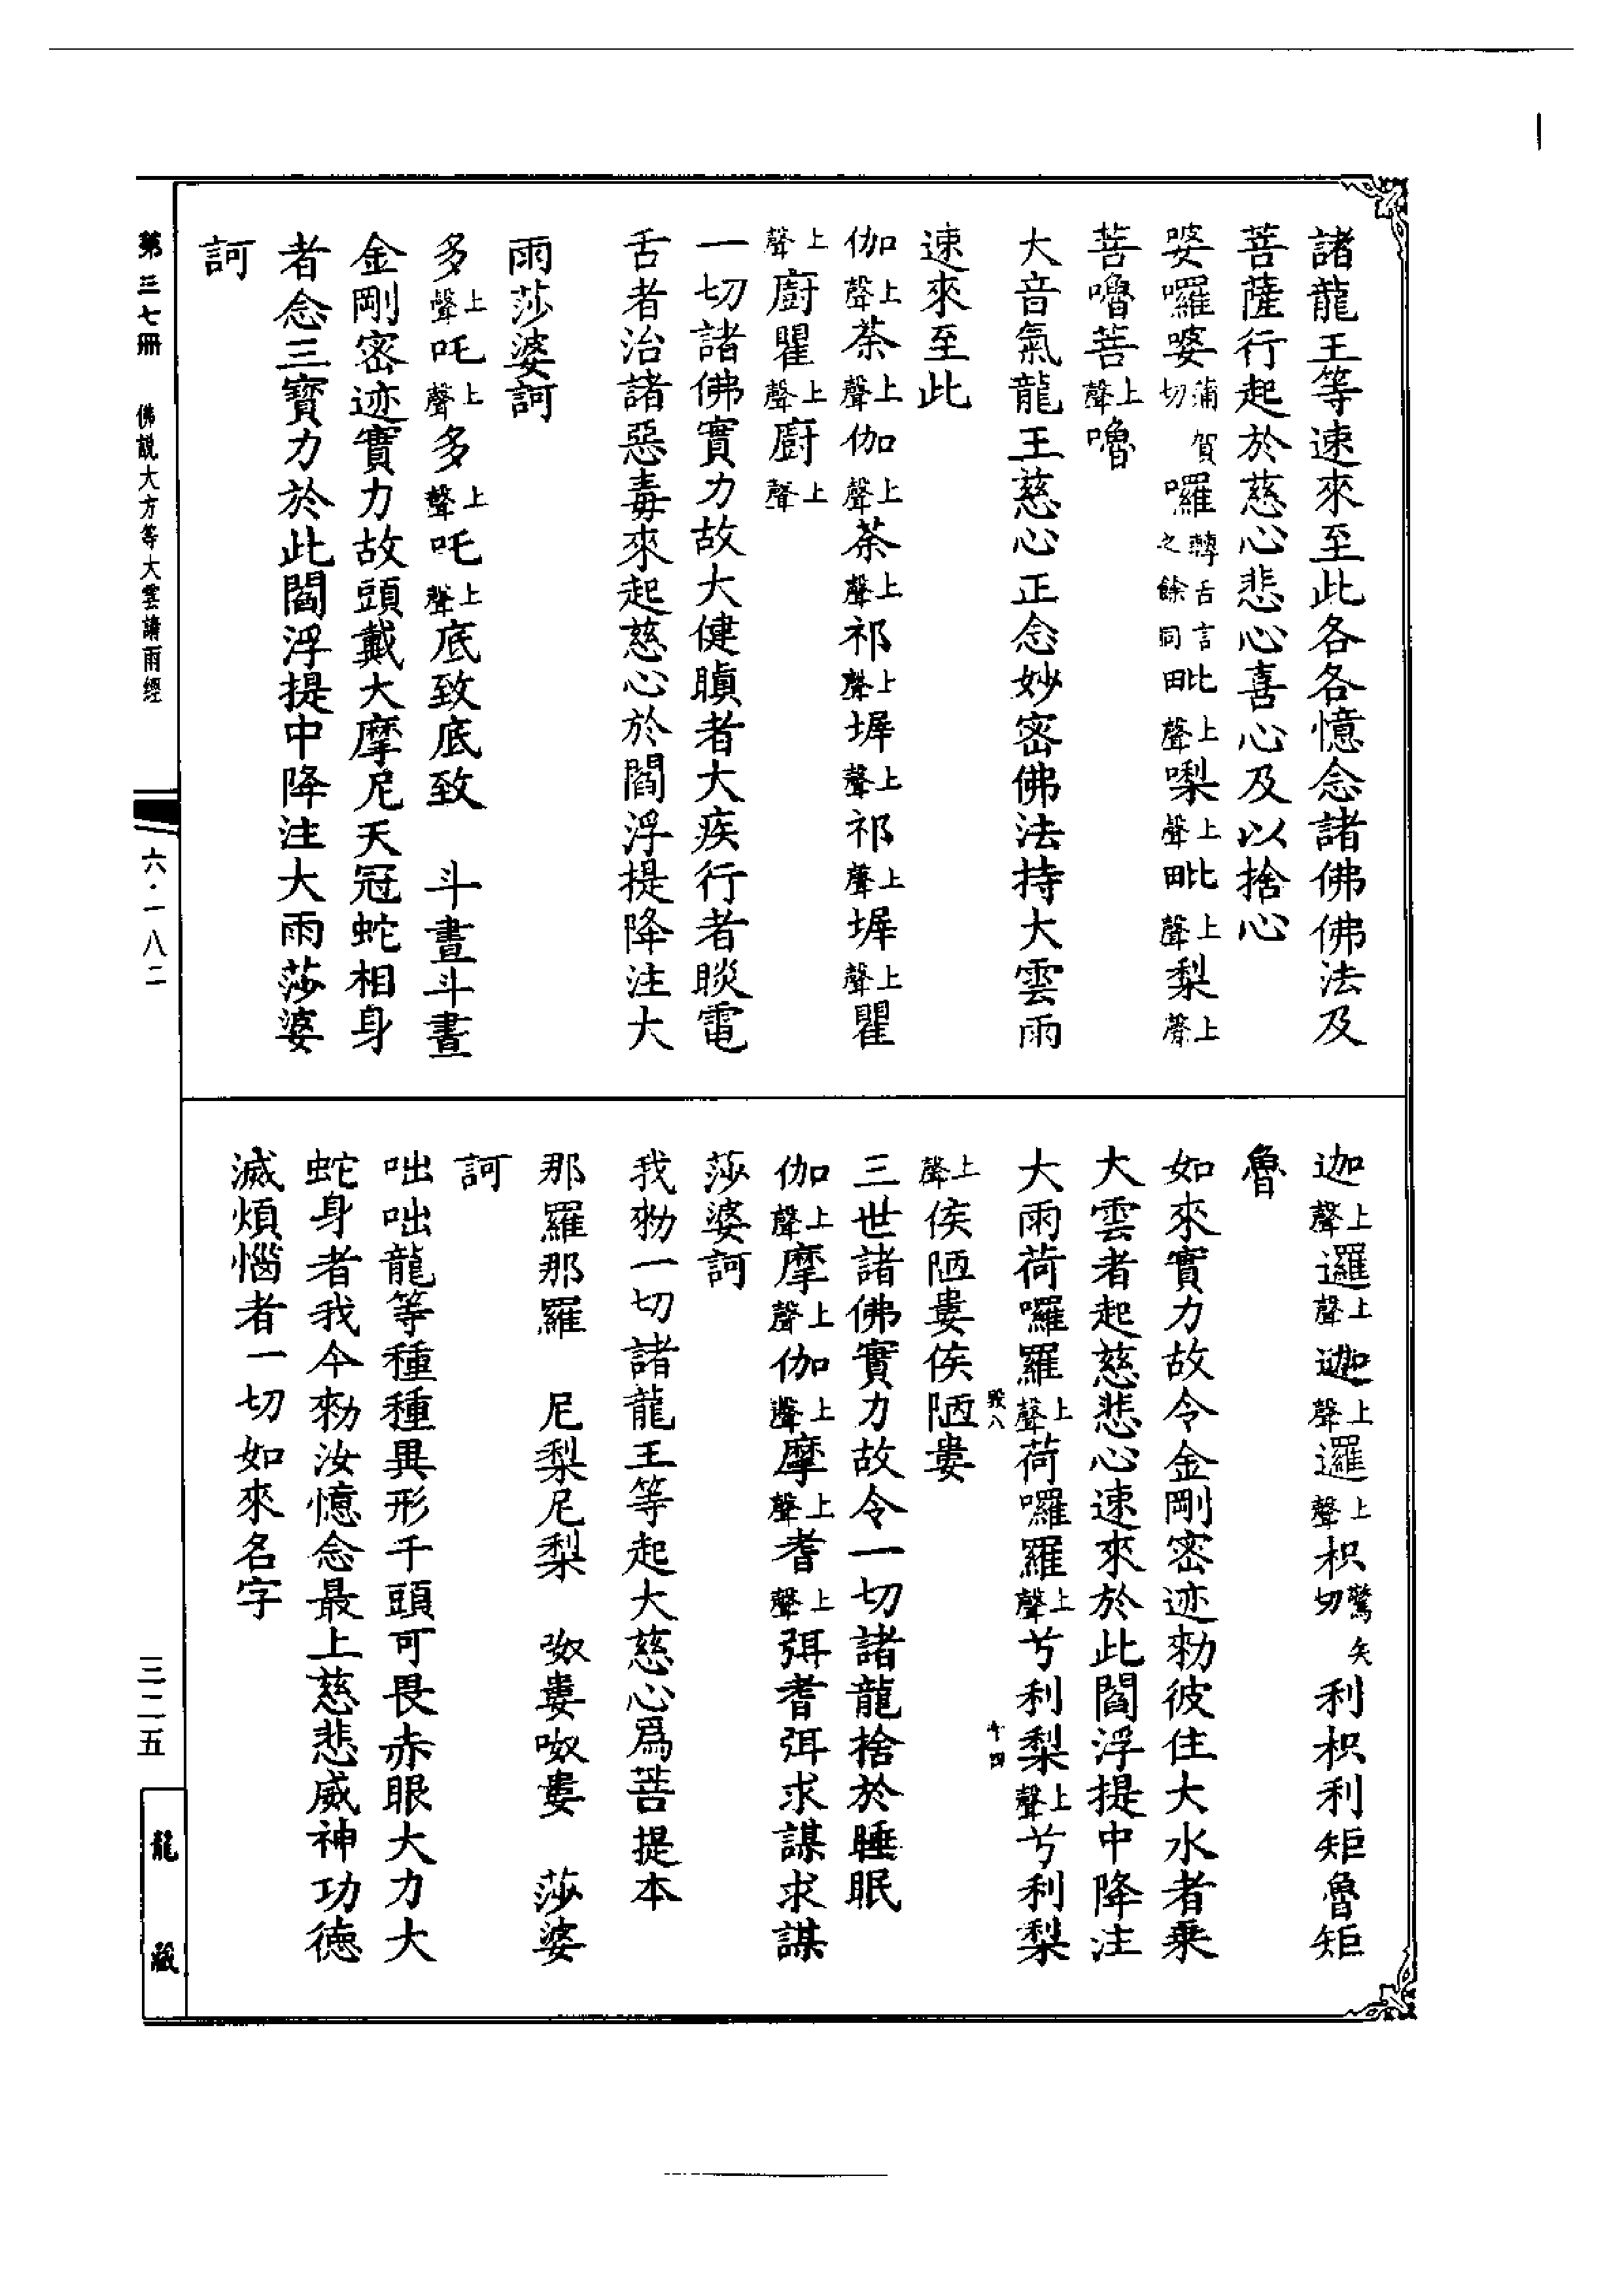 諸龍王等速來至此各各憶念諸佛佛法及
菩薩行起於慈心悲心喜心及以捨心
婆囉婆蒲賀切囉轉舌言之餘同毗上聲㗚上聲毗上聲梨上聲
菩嚕菩上聲嚕
大音氣龍王慈心正念妙密佛法持大雲雨
速來至此
伽上聲荼上聲伽上聲荼上聲祁上聲墀上聲祁上聲墀上聲瞿
上聲廚瞿上聲廚上聲
一切諸佛實力故大健瞋者大疾行者睒電
舌者治諸惡毒來起慈心於閻浮提降注大
雨莎婆訶
多上聲吒上聲多上聲吒上聲底致底致 斗晝斗晝
金剛密迹實力故頭戴大摩尼天冠蛇相身
者念三寶力於此閻浮提中降注大雨莎婆
訶
迦上聲邏上聲迦上聲邏上聲枳驚矢切利枳利矩魯矩
魯
如來實力故令金剛密迹勑彼住大水者乗
大雲者起慈悲心速來於此閻浮提中降注
大雨荷囉羅上聲荷囉羅上聲兮利梨上聲兮利梨
上聲侯陋婁侯陋婁
三世諸佛實力故令一切諸龍捨於睡眠
伽上聲摩上聲伽上聲摩上聲耆上聲弭耆弭求謀求謀
莎婆訶
我勑一切諸龍王等起大慈心爲菩提本
那羅那羅 尼梨尼梨 㘑婁㘑婁 莎婆
訶
咄咄龍等種種異形千頭可畏赤眼大力大
蛇身者我今勑汝憶念最上慈悲威神功德
滅煩惱者一切如來名字
第三七冊 佛說大方等大雲請雨經
六·一八二
三二五
龍藏